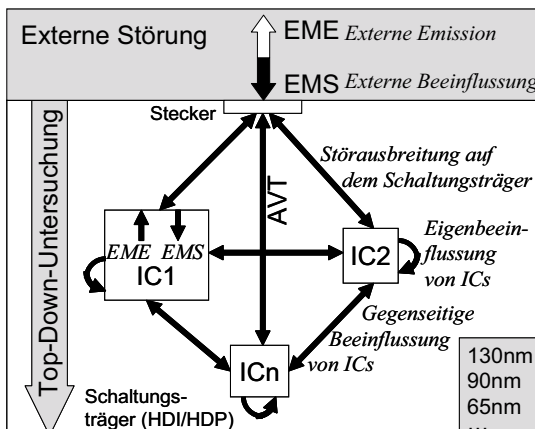 Externe Störung
EME Externe Emission
EMS Externe Beeinflussung
Stecker
Top-Down-Untersuchung
AVT
Störausbreitung auf
dem Schaltungsträger
EME EMS
IC1
IC2
Eigenbeein-
flussung
von ICs
Gegenseitige
Beeinflussung
von ICs
ICn
Schaltungs-
träger (HDI/HDP)
130nm
90nm
65nm
...